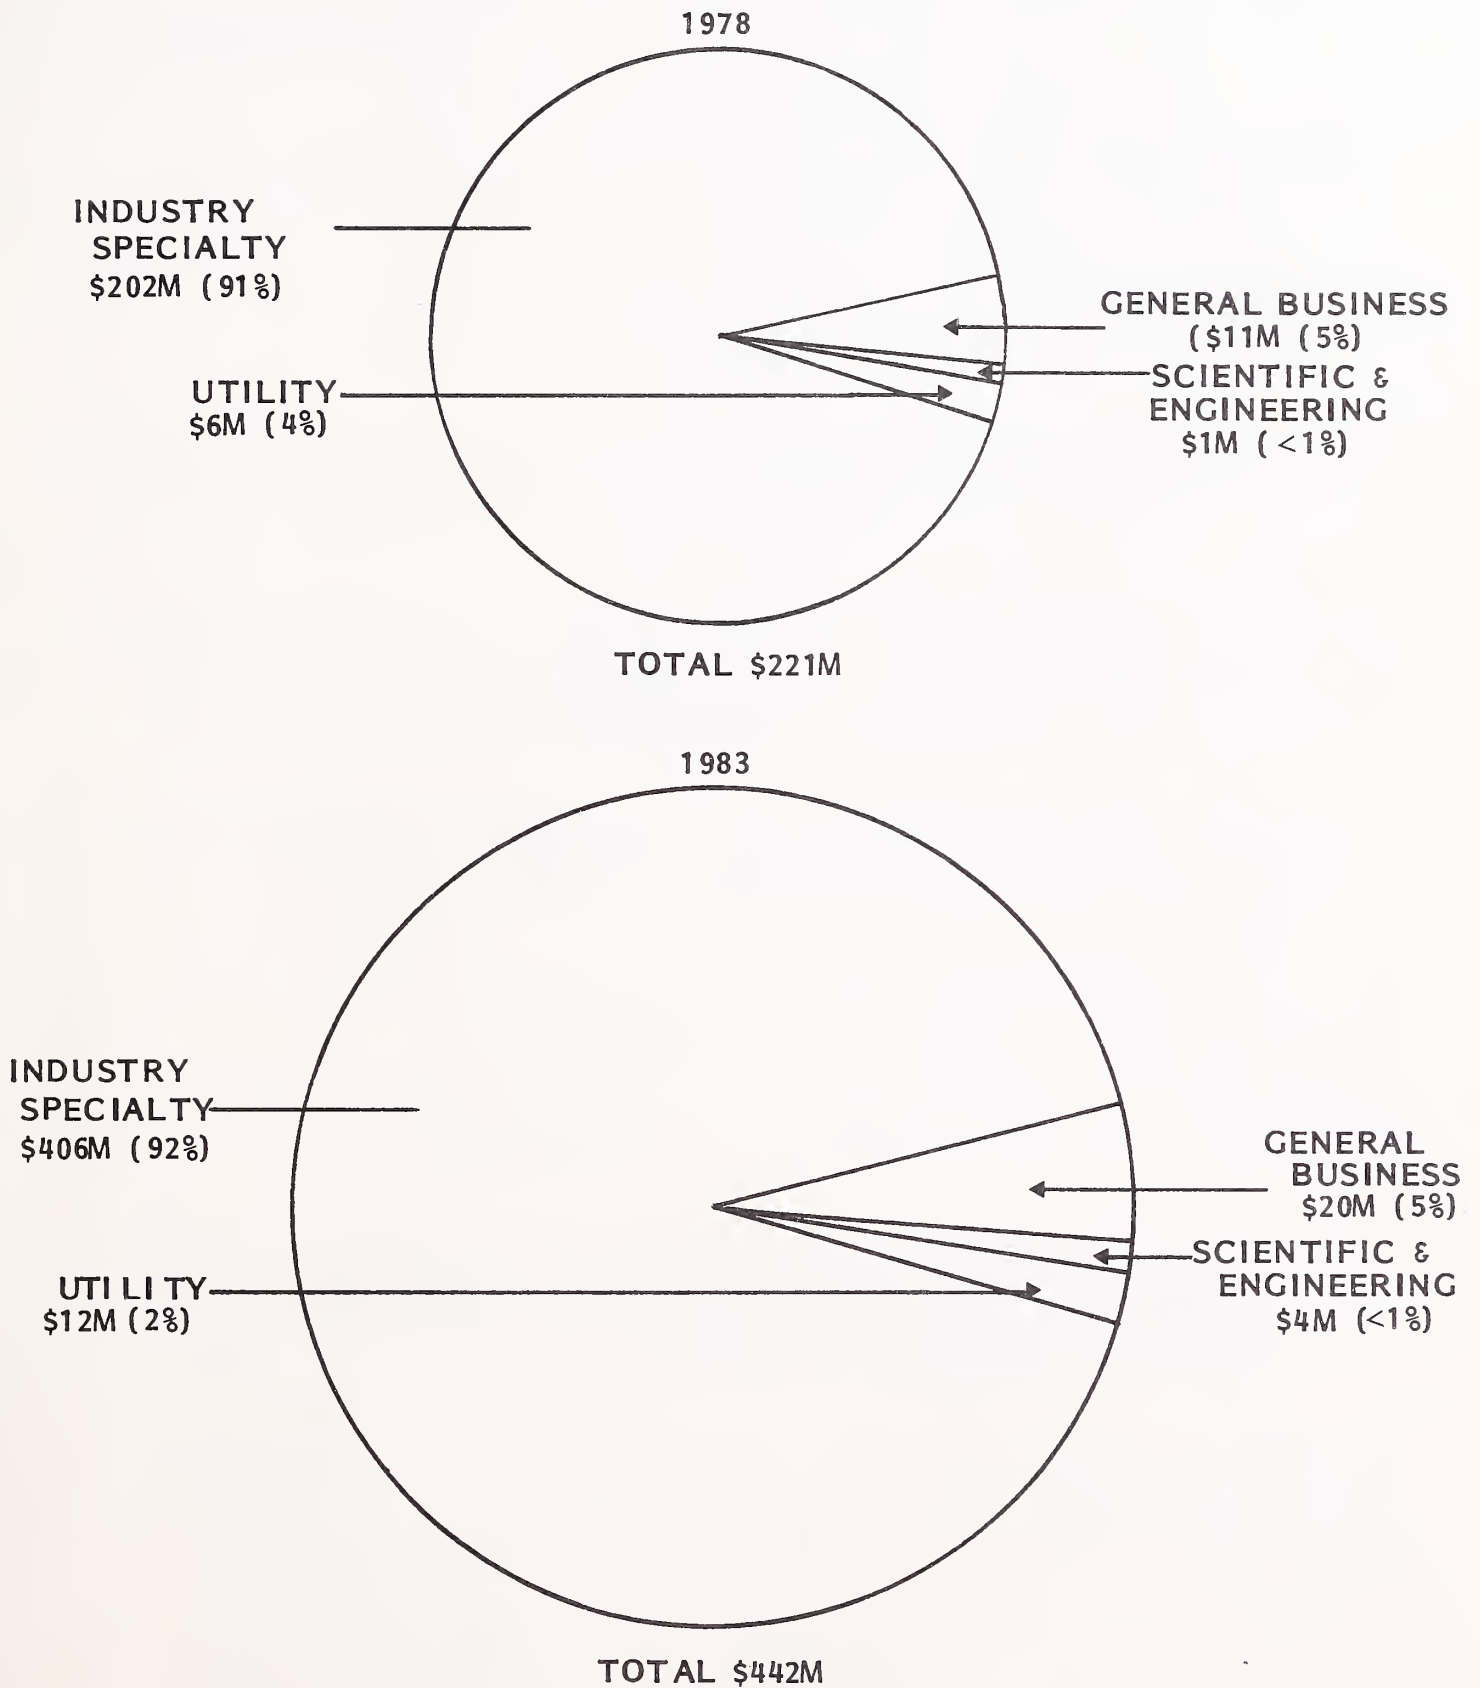 1978
INDUSTRY
SPECIALTY
$202M (91%)
GENERAL BUSINESS
($11M (5%)
SCIENTIFIC &
ENGINEERING
$1M (<1%)
UTILITY
$6M (4%)
TOTAL $221M
1983
INDUSTRY
SPECIALTY
$406M (92%)
GENERAL
BUSINESS
$20M (5%)
SCIENTIFIC &
ENGINEERING
$4M (<1%)
UTILITY
$12M (2%)
TOTAL $442M